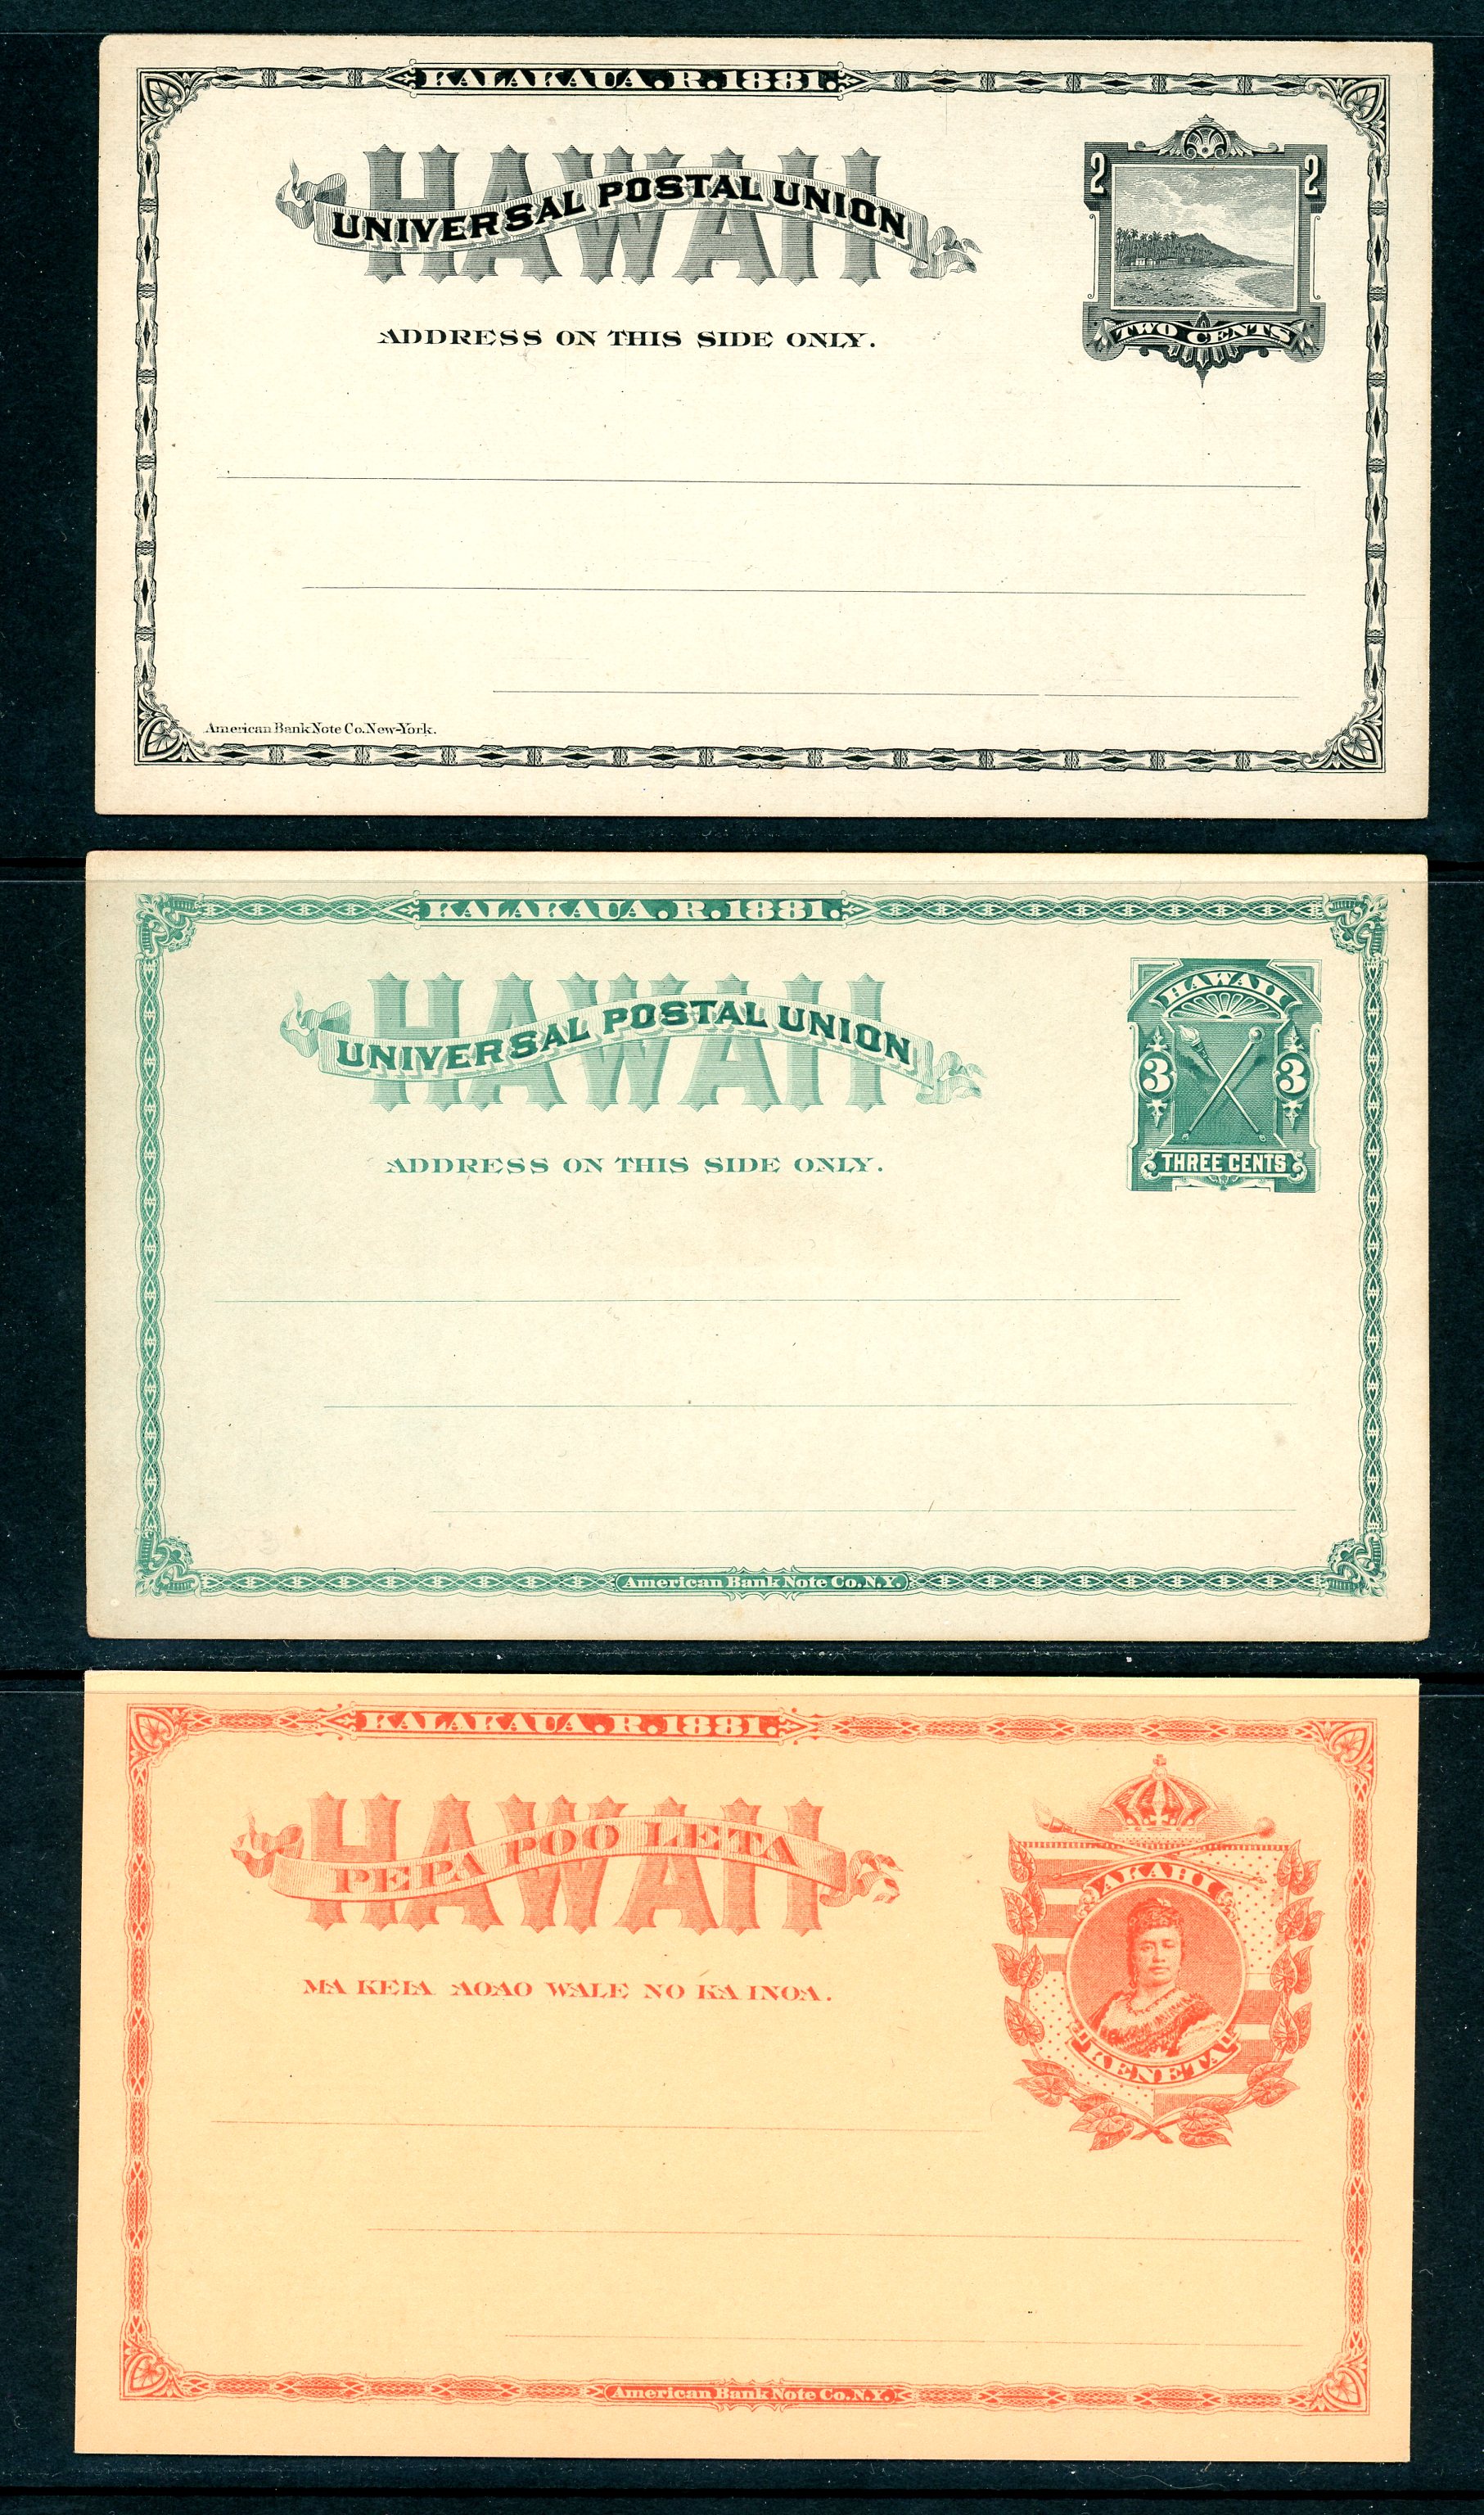 KALAKAUA.R.1881.
HAWAII
UNIVERSAL POSTAL UNION
ADDRESS ON THIS SIDE ONLY.
2 2
TWO CENTS
American Bank Note Co. New-York.
KALAKAUA.R.1881.
HAWAII
UNIVERSAL POSTAL UNION
ADDRESS ON THIS SIDE ONLY.
HAWAII
3 3
THREE CENTS
American Bank Note Co. N.Y.
KALAKAUA.R.1881.
HAWAII
PEPA POO LETA
MA KEIA AOAO WALE NO KA INOA.
AKAHI
KENETA
American Bank Note Co. N.Y.